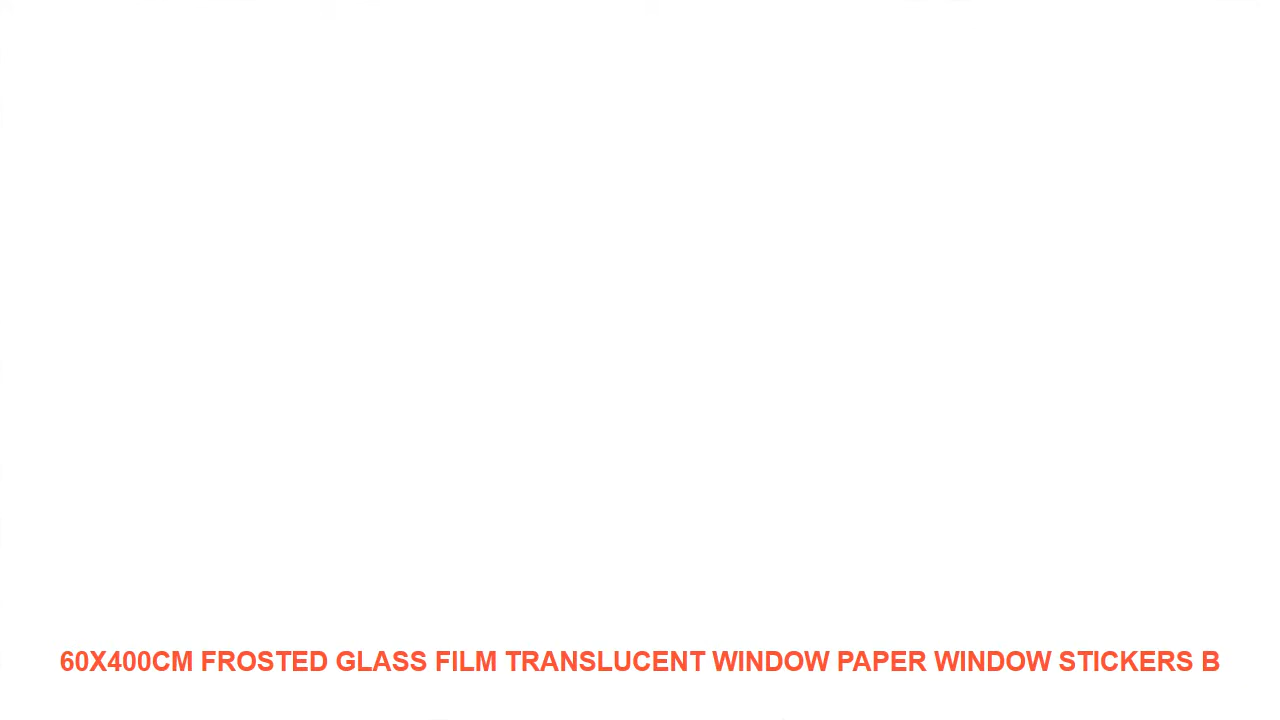 60X400CM FROSTED GLASS FILM TRANSLUCENT WINDOW PAPER WINDOW STICKERS B